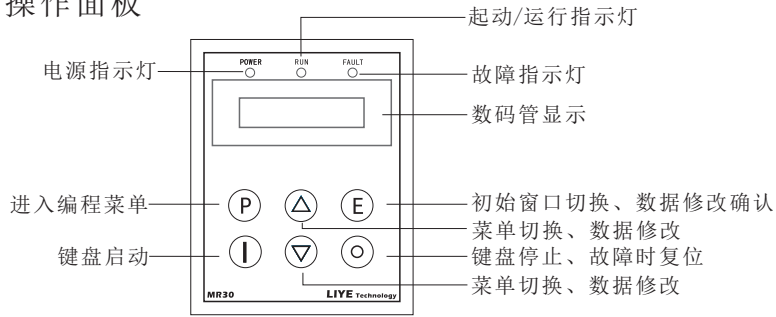 操作面板
起动/运行指示灯
电源指示灯
POWER RUN FAULT
故障指示灯
数码管显示
进入编程菜单
P
E
初始窗口切换、数据修改确认
菜单切换、数据修改
键盘启动
键盘停止、故障时复位
菜单切换、数据修改
MR30 LIYE Technology